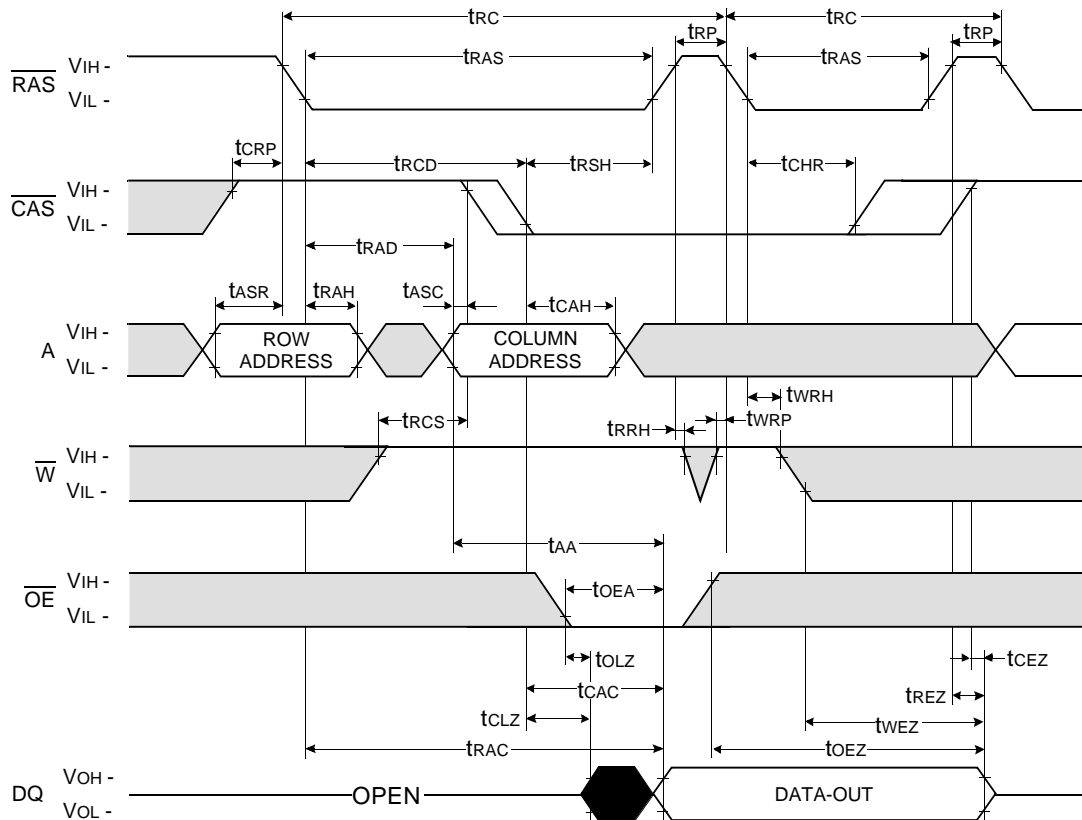 tRC tRC
tRP tRP
tRAS tRAS
RAS VIH -
VIL -
tCRP tRCD tRSH tCHR
CAS VIH -
VIL -
tRAD
tASR tRAH tASC tCAH
A VIH -
VIL -
ROW
ADDRESS
COLUMN
ADDRESS
tWRH
tRCS tRRH tWRP
W VIH -
VIL -
tAA
OE VIH -
VIL -
tOEA
tOLZ tCEZ
tCAC tREZ
tCLZ tWEZ
tRAC tOEZ
DQ VOH -
VOL -
OPEN DATA-OUT